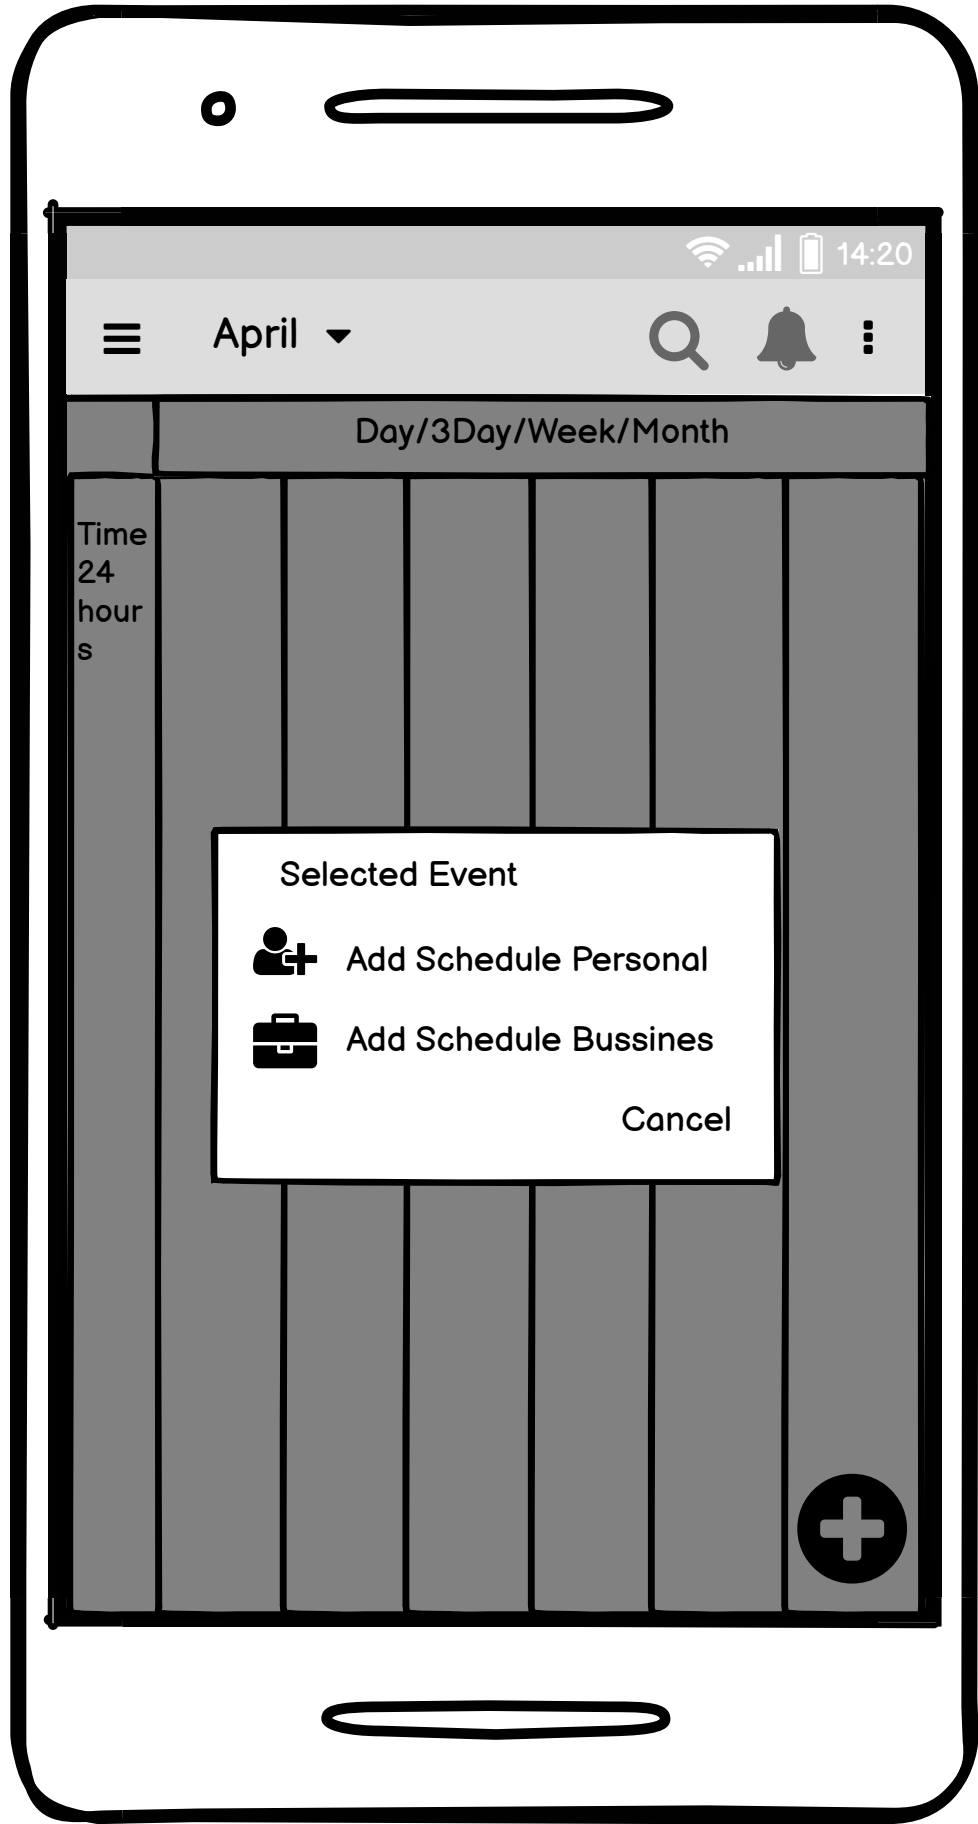 14:20
April
Day/3Day/Week/Month
Time
24
hour
s
Selected Event
Add Schedule Personal
Add Schedule Bussines
Cancel